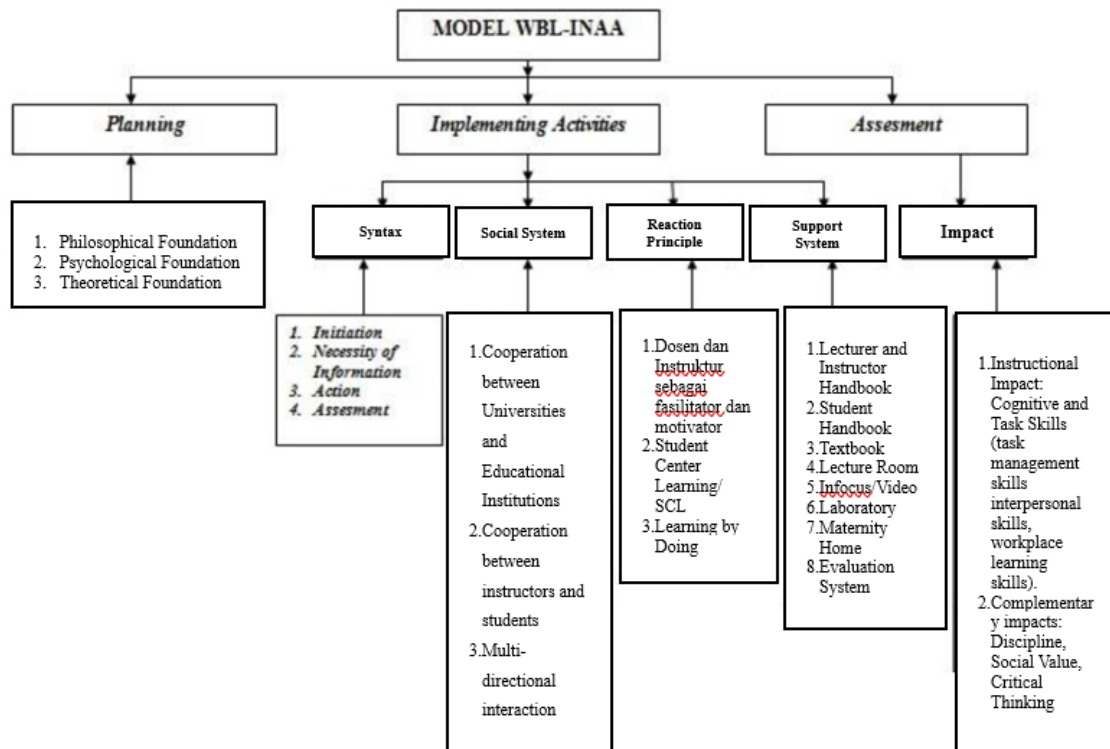 MODEL WBL-INAA
Planning
Implementing Activities
Assesment
1. Philosophical Foundation
2. Psychological Foundation
3. Theoretical Foundation
Syntax
Social System
Reaction
Principle
Support
System
Impact
1. Initiation
2. Necessity of
Information
3. Action
4. Assesment
1.Cooperation
between
Universities
and
Educational
Institutions
2.Cooperation
between
instructors and
students
3.Multi-
directional
interaction
1.Dosen dan
Instruktur
sebagai
fasilitator dan
motivator
2.Student
Center
Learning/
SCL
3.Learning by
Doing
1.Lecturer and
Instructor
Handbook
2.Student
Handbook
3.Textbook
4.Lecture Room
5.Infocus/Video
6.Laboratory
7.Maternity
Home
8.Evaluation
System
1.Instructional
Impact:
Cognitive and
Task Skills
(task
management
skills
interpersonal
skills,
workplace
learning
skills).
2.Complementar
y impacts:
Discipline,
Social Value,
Critical
Thinking